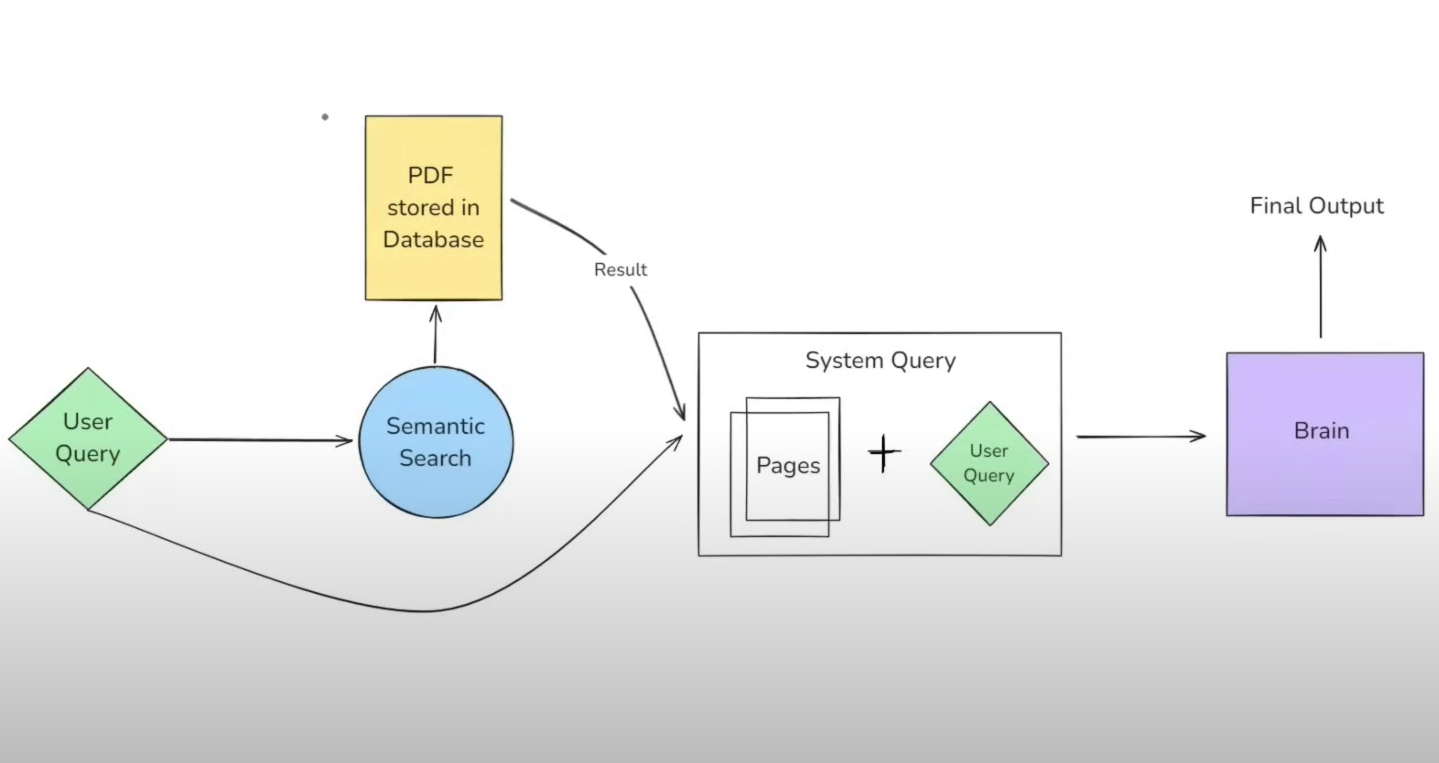 PDF
stored in
Database
Final Output
Result
System Query
User
Query
Semantic
Search
Pages
+
User
Query
Brain